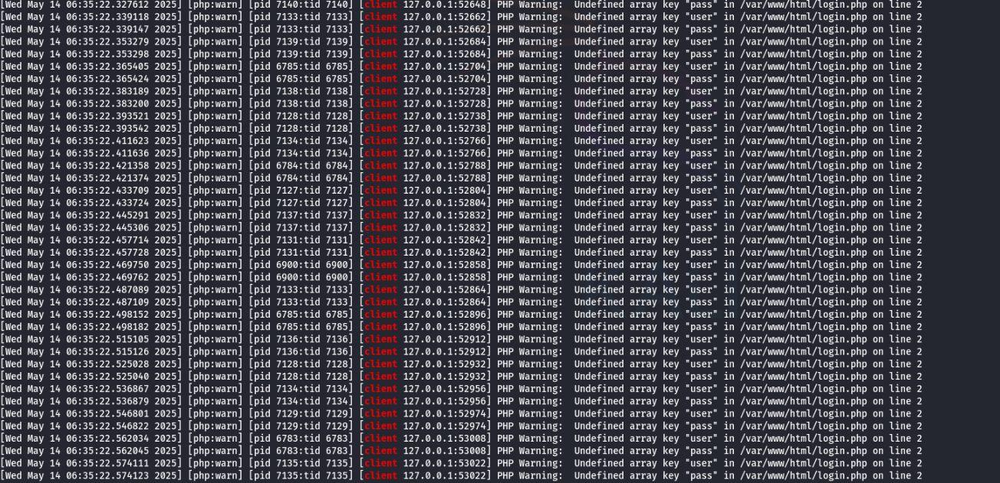 [Wed May 14 06:35:22.327612 2025] [php:warn] [pid 7140:tid 7140] [client 127.0.0.1:52648] PHP Warning:  Undefined array key "pass" in /var/www/html/login.php on line 2
[Wed May 14 06:35:22.339118 2025] [php:warn] [pid 7133:tid 7133] [client 127.0.0.1:52662] PHP Warning:  Undefined array key "user" in /var/www/html/login.php on line 2
[Wed May 14 06:35:22.339147 2025] [php:warn] [pid 7133:tid 7133] [client 127.0.0.1:52662] PHP Warning:  Undefined array key "pass" in /var/www/html/login.php on line 2
[Wed May 14 06:35:22.353279 2025] [php:warn] [pid 7139:tid 7139] [client 127.0.0.1:52684] PHP Warning:  Undefined array key "user" in /var/www/html/login.php on line 2
[Wed May 14 06:35:22.353298 2025] [php:warn] [pid 7139:tid 7139] [client 127.0.0.1:52684] PHP Warning:  Undefined array key "pass" in /var/www/html/login.php on line 2
[Wed May 14 06:35:22.365405 2025] [php:warn] [pid 6785:tid 6785] [client 127.0.0.1:52704] PHP Warning:  Undefined array key "user" in /var/www/html/login.php on line 2
[Wed May 14 06:35:22.365424 2025] [php:warn] [pid 6785:tid 6785] [client 127.0.0.1:52704] PHP Warning:  Undefined array key "pass" in /var/www/html/login.php on line 2
[Wed May 14 06:35:22.383189 2025] [php:warn] [pid 7138:tid 7138] [client 127.0.0.1:52728] PHP Warning:  Undefined array key "user" in /var/www/html/login.php on line 2
[Wed May 14 06:35:22.383200 2025] [php:warn] [pid 7138:tid 7138] [client 127.0.0.1:52728] PHP Warning:  Undefined array key "pass" in /var/www/html/login.php on line 2
[Wed May 14 06:35:22.393521 2025] [php:warn] [pid 7128:tid 7128] [client 127.0.0.1:52738] PHP Warning:  Undefined array key "user" in /var/www/html/login.php on line 2
[Wed May 14 06:35:22.393542 2025] [php:warn] [pid 7128:tid 7128] [client 127.0.0.1:52738] PHP Warning:  Undefined array key "pass" in /var/www/html/login.php on line 2
[Wed May 14 06:35:22.411623 2025] [php:warn] [pid 7134:tid 7134] [client 127.0.0.1:52766] PHP Warning:  Undefined array key "user" in /var/www/html/login.php on line 2
[Wed May 14 06:35:22.411636 2025] [php:warn] [pid 7134:tid 7134] [client 127.0.0.1:52766] PHP Warning:  Undefined array key "pass" in /var/www/html/login.php on line 2
[Wed May 14 06:35:22.421358 2025] [php:warn] [pid 6784:tid 6784] [client 127.0.0.1:52788] PHP Warning:  Undefined array key "user" in /var/www/html/login.php on line 2
[Wed May 14 06:35:22.421374 2025] [php:warn] [pid 6784:tid 6784] [client 127.0.0.1:52788] PHP Warning:  Undefined array key "pass" in /var/www/html/login.php on line 2
[Wed May 14 06:35:22.433709 2025] [php:warn] [pid 7127:tid 7127] [client 127.0.0.1:52804] PHP Warning:  Undefined array key "user" in /var/www/html/login.php on line 2
[Wed May 14 06:35:22.433724 2025] [php:warn] [pid 7127:tid 7127] [client 127.0.0.1:52804] PHP Warning:  Undefined array key "pass" in /var/www/html/login.php on line 2
[Wed May 14 06:35:22.445291 2025] [php:warn] [pid 7137:tid 7137] [client 127.0.0.1:52832] PHP Warning:  Undefined array key "user" in /var/www/html/login.php on line 2
[Wed May 14 06:35:22.445306 2025] [php:warn] [pid 7137:tid 7137] [client 127.0.0.1:52832] PHP Warning:  Undefined array key "pass" in /var/www/html/login.php on line 2
[Wed May 14 06:35:22.457714 2025] [php:warn] [pid 7131:tid 7131] [client 127.0.0.1:52842] PHP Warning:  Undefined array key "user" in /var/www/html/login.php on line 2
[Wed May 14 06:35:22.457728 2025] [php:warn] [pid 7131:tid 7131] [client 127.0.0.1:52842] PHP Warning:  Undefined array key "pass" in /var/www/html/login.php on line 2
[Wed May 14 06:35:22.469750 2025] [php:warn] [pid 6900:tid 6900] [client 127.0.0.1:52858] PHP Warning:  Undefined array key "user" in /var/www/html/login.php on line 2
[Wed May 14 06:35:22.469762 2025] [php:warn] [pid 6900:tid 6900] [client 127.0.0.1:52858] PHP Warning:  Undefined array key "pass" in /var/www/html/login.php on line 2
[Wed May 14 06:35:22.487089 2025] [php:warn] [pid 7133:tid 7133] [client 127.0.0.1:52864] PHP Warning:  Undefined array key "user" in /var/www/html/login.php on line 2
[Wed May 14 06:35:22.487109 2025] [php:warn] [pid 7133:tid 7133] [client 127.0.0.1:52864] PHP Warning:  Undefined array key "pass" in /var/www/html/login.php on line 2
[Wed May 14 06:35:22.498152 2025] [php:warn] [pid 6785:tid 6785] [client 127.0.0.1:52896] PHP Warning:  Undefined array key "user" in /var/www/html/login.php on line 2
[Wed May 14 06:35:22.498182 2025] [php:warn] [pid 6785:tid 6785] [client 127.0.0.1:52896] PHP Warning:  Undefined array key "pass" in /var/www/html/login.php on line 2
[Wed May 14 06:35:22.515105 2025] [php:warn] [pid 7136:tid 7136] [client 127.0.0.1:52912] PHP Warning:  Undefined array key "user" in /var/www/html/login.php on line 2
[Wed May 14 06:35:22.515126 2025] [php:warn] [pid 7136:tid 7136] [client 127.0.0.1:52912] PHP Warning:  Undefined array key "pass" in /var/www/html/login.php on line 2
[Wed May 14 06:35:22.525028 2025] [php:warn] [pid 7128:tid 7128] [client 127.0.0.1:52932] PHP Warning:  Undefined array key "user" in /var/www/html/login.php on line 2
[Wed May 14 06:35:22.525040 2025] [php:warn] [pid 7128:tid 7128] [client 127.0.0.1:52932] PHP Warning:  Undefined array key "pass" in /var/www/html/login.php on line 2
[Wed May 14 06:35:22.536867 2025] [php:warn] [pid 7134:tid 7134] [client 127.0.0.1:52956] PHP Warning:  Undefined array key "user" in /var/www/html/login.php on line 2
[Wed May 14 06:35:22.536879 2025] [php:warn] [pid 7134:tid 7134] [client 127.0.0.1:52956] PHP Warning:  Undefined array key "pass" in /var/www/html/login.php on line 2
[Wed May 14 06:35:22.546801 2025] [php:warn] [pid 7129:tid 7129] [client 127.0.0.1:52974] PHP Warning:  Undefined array key "user" in /var/www/html/login.php on line 2
[Wed May 14 06:35:22.546822 2025] [php:warn] [pid 7129:tid 7129] [client 127.0.0.1:52974] PHP Warning:  Undefined array key "pass" in /var/www/html/login.php on line 2
[Wed May 14 06:35:22.562034 2025] [php:warn] [pid 6783:tid 6783] [client 127.0.0.1:53008] PHP Warning:  Undefined array key "user" in /var/www/html/login.php on line 2
[Wed May 14 06:35:22.562045 2025] [php:warn] [pid 6783:tid 6783] [client 127.0.0.1:53008] PHP Warning:  Undefined array key "pass" in /var/www/html/login.php on line 2
[Wed May 14 06:35:22.574111 2025] [php:warn] [pid 7135:tid 7135] [client 127.0.0.1:53022] PHP Warning:  Undefined array key "user" in /var/www/html/login.php on line 2
[Wed May 14 06:35:22.574123 2025] [php:warn] [pid 7135:tid 7135] [client 127.0.0.1:53022] PHP Warning:  Undefined array key "pass" in /var/www/html/login.php on line 2